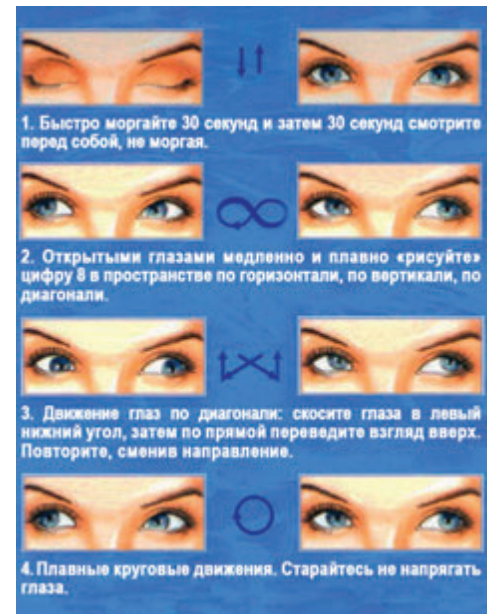 1. Быстро моргайте 30 секунд и затем 30 секунд смотрите
перед собой, не моргая.
2. Открытыми глазами медленно и плавно «рисуйте»
цифру 8 в пространстве по горизонтали, по вертикали, по
диагонали.
3. Движение глаз по диагонали: скосите глаза в левый
нижний угол, затем по прямой переведите взгляд вверх.
Повторите, сменив направление.
4. Плавные круговые движения. Старайтесь не напрягать
глаза.